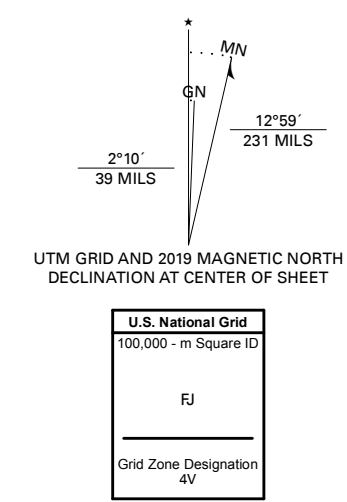 ★
MN
GN
12°59´
231 MILS
2°10´
39 MILS
UTM GRID AND 2019 MAGNETIC NORTH
DECLINATION AT CENTER OF SHEET
U.S. National Grid
100,000 - m Square ID
FJ
Grid Zone Designation
4V